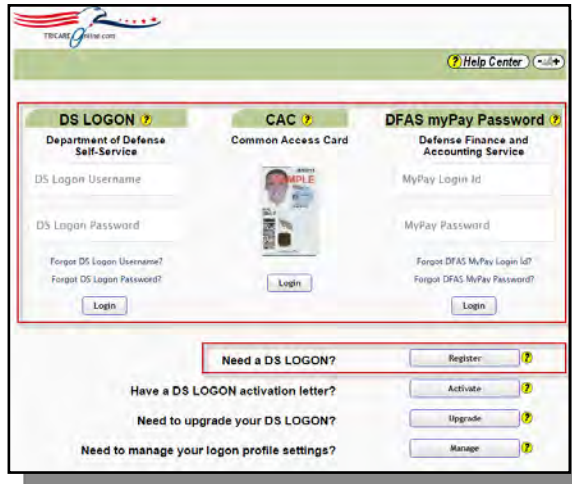 TRICARE Online.com
? Help Center
DS LOGON ?
Department of Defense
Self-Service
DS Logon Username
DS Logon Password
Forgot DS Logon Username?
Forgot DS Logon Password?
Login
CAC ?
Common Access Card
SAMPLE
Login
DFAS myPay Password ?
Defense Finance and
Accounting Service
MyPay Login Id
MyPay Password
Forgot DFAS MyPay Login Id?
Forgot DFAS MyPay Password?
Login
Need a DS LOGON? Register ?
Have a DS LOGON activation letter? Activate ?
Need to upgrade your DS LOGON? Upgrade ?
Need to manage your logon profile settings? Manage ?